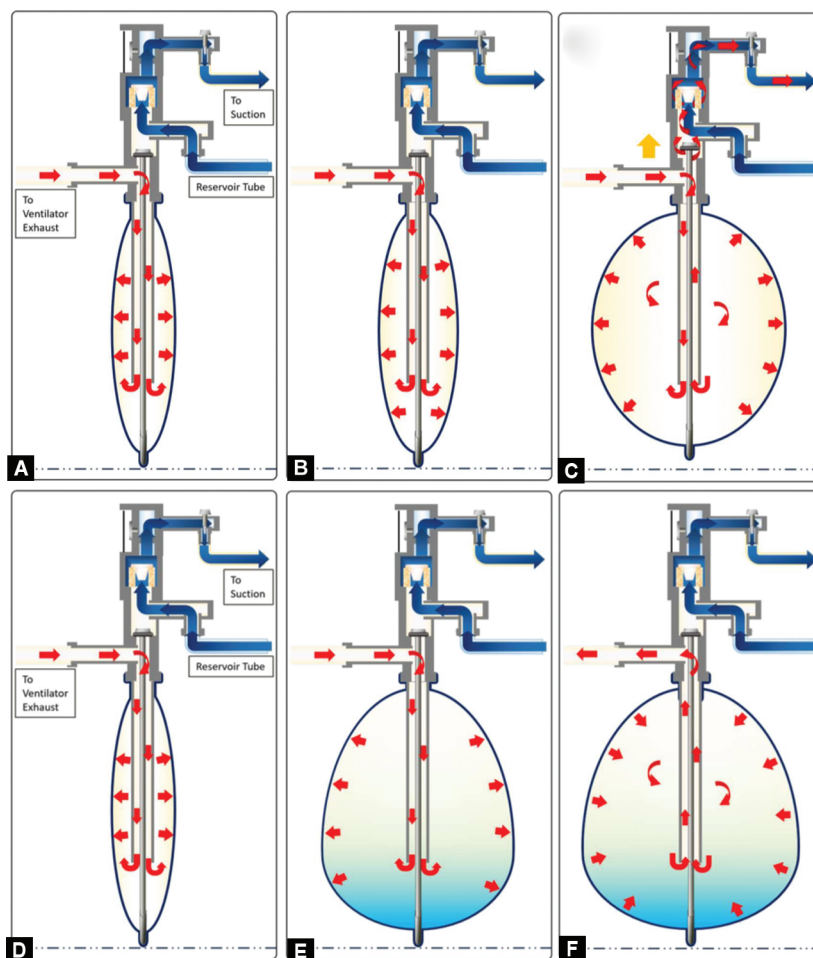 To
Suction
Reservoir Tube
To
Ventilator
Exhaust
A
B
C
To
Suction
Reservoir Tube
To
Ventilator
Exhaust
D
E
F